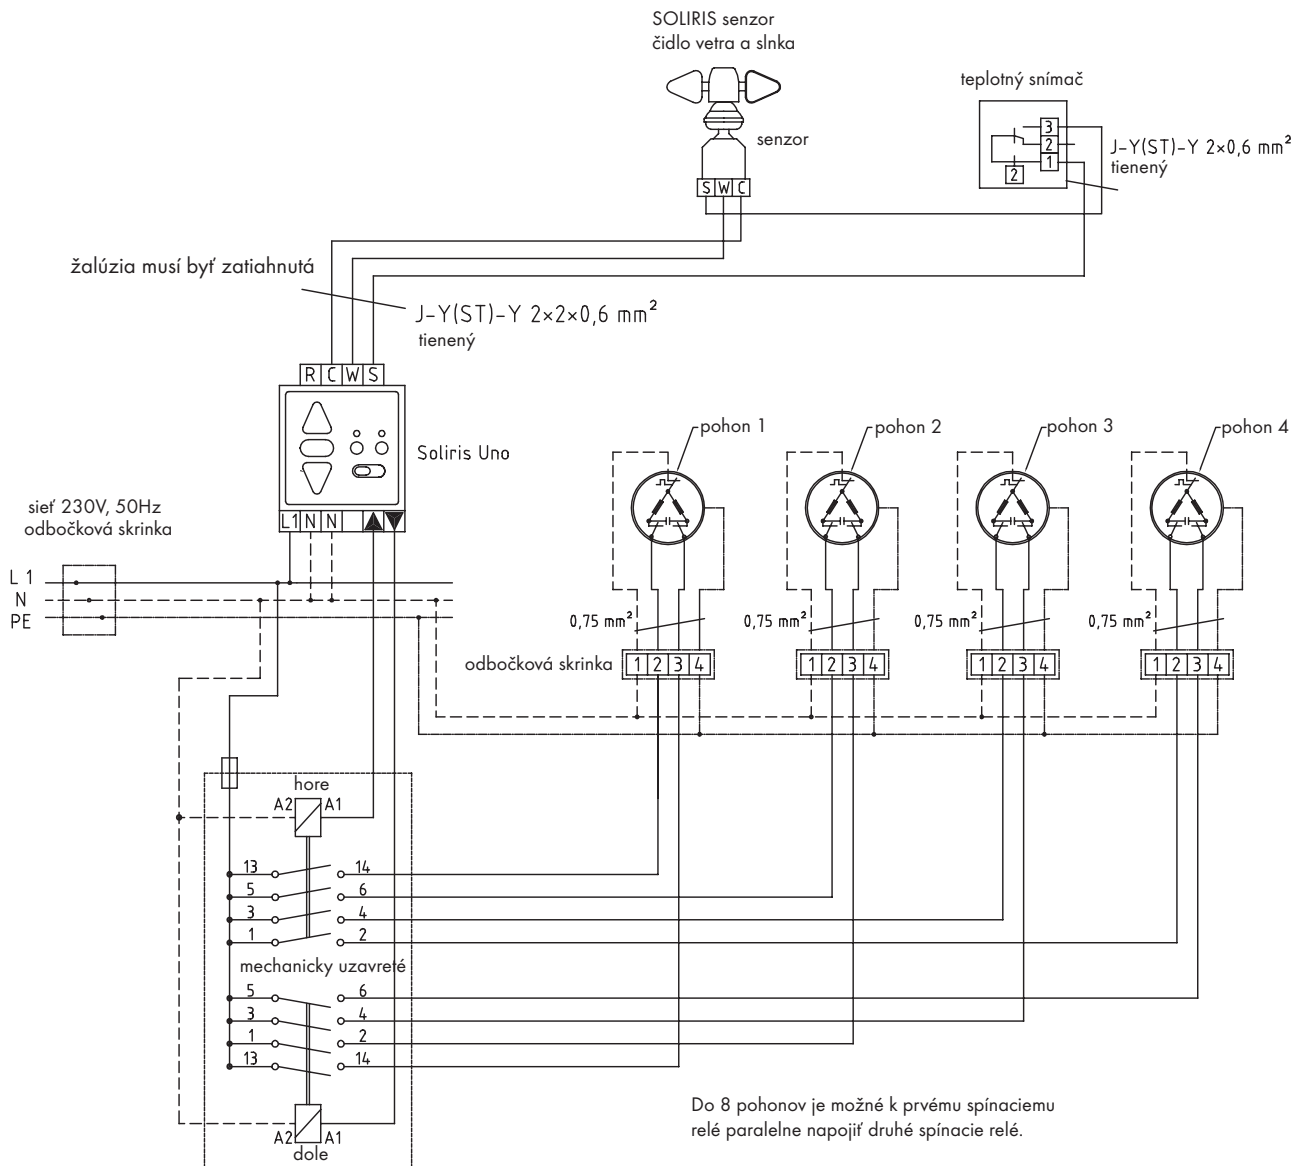 SOLIRIS senzor
čidlo vetra a slnka
teplotný snímač
senzor
3
2
1
2
J-Y(ST)-Y 2×0,6 mm²
tienený
S W C
žalúzia musí byť zatiahnutá
J-Y(ST)-Y 2×2×0,6 mm²
tienený
R C W S
Soliris Uno
L1 N N
pohon 1
pohon 2
pohon 3
pohon 4
sieť 230V, 50Hz
odbočková skrinka
L 1
N
PE
0,75 mm²
0,75 mm²
0,75 mm²
0,75 mm²
odbočková skrinka
1 2 3 4
1 2 3 4
1 2 3 4
1 2 3 4
hore
A2 A1
13 14
5 6
3 4
1 2
mechanicky uzavreté
5 6
3 4
1 2
13 14
A2 A1
dole
Do 8 pohonov je možné k prvému spínaciemu
relé paralelne napojiť druhé spínacie relé.